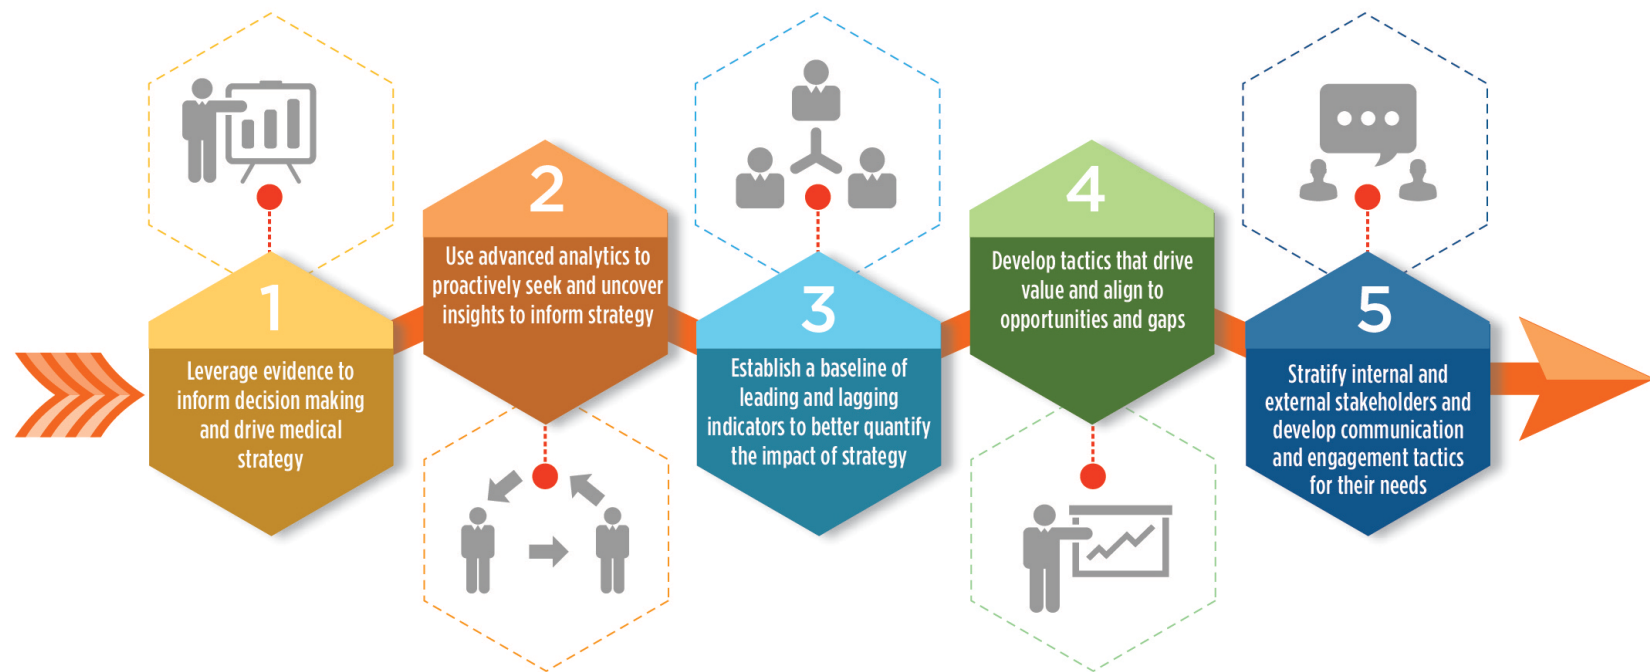 1
Leverage evidence to
inform decision making
and drive medical
strategy
2
Use advanced analytics to
proactively seek and uncover
insights to inform strategy
3
Establish a baseline of
leading and lagging
indicators to better quantify
the impact of strategy
4
Develop tactics that drive
value and align to
opportunities and gaps
5
Stratify internal and
external stakeholders and
develop communication
and engagement tactics
for their needs